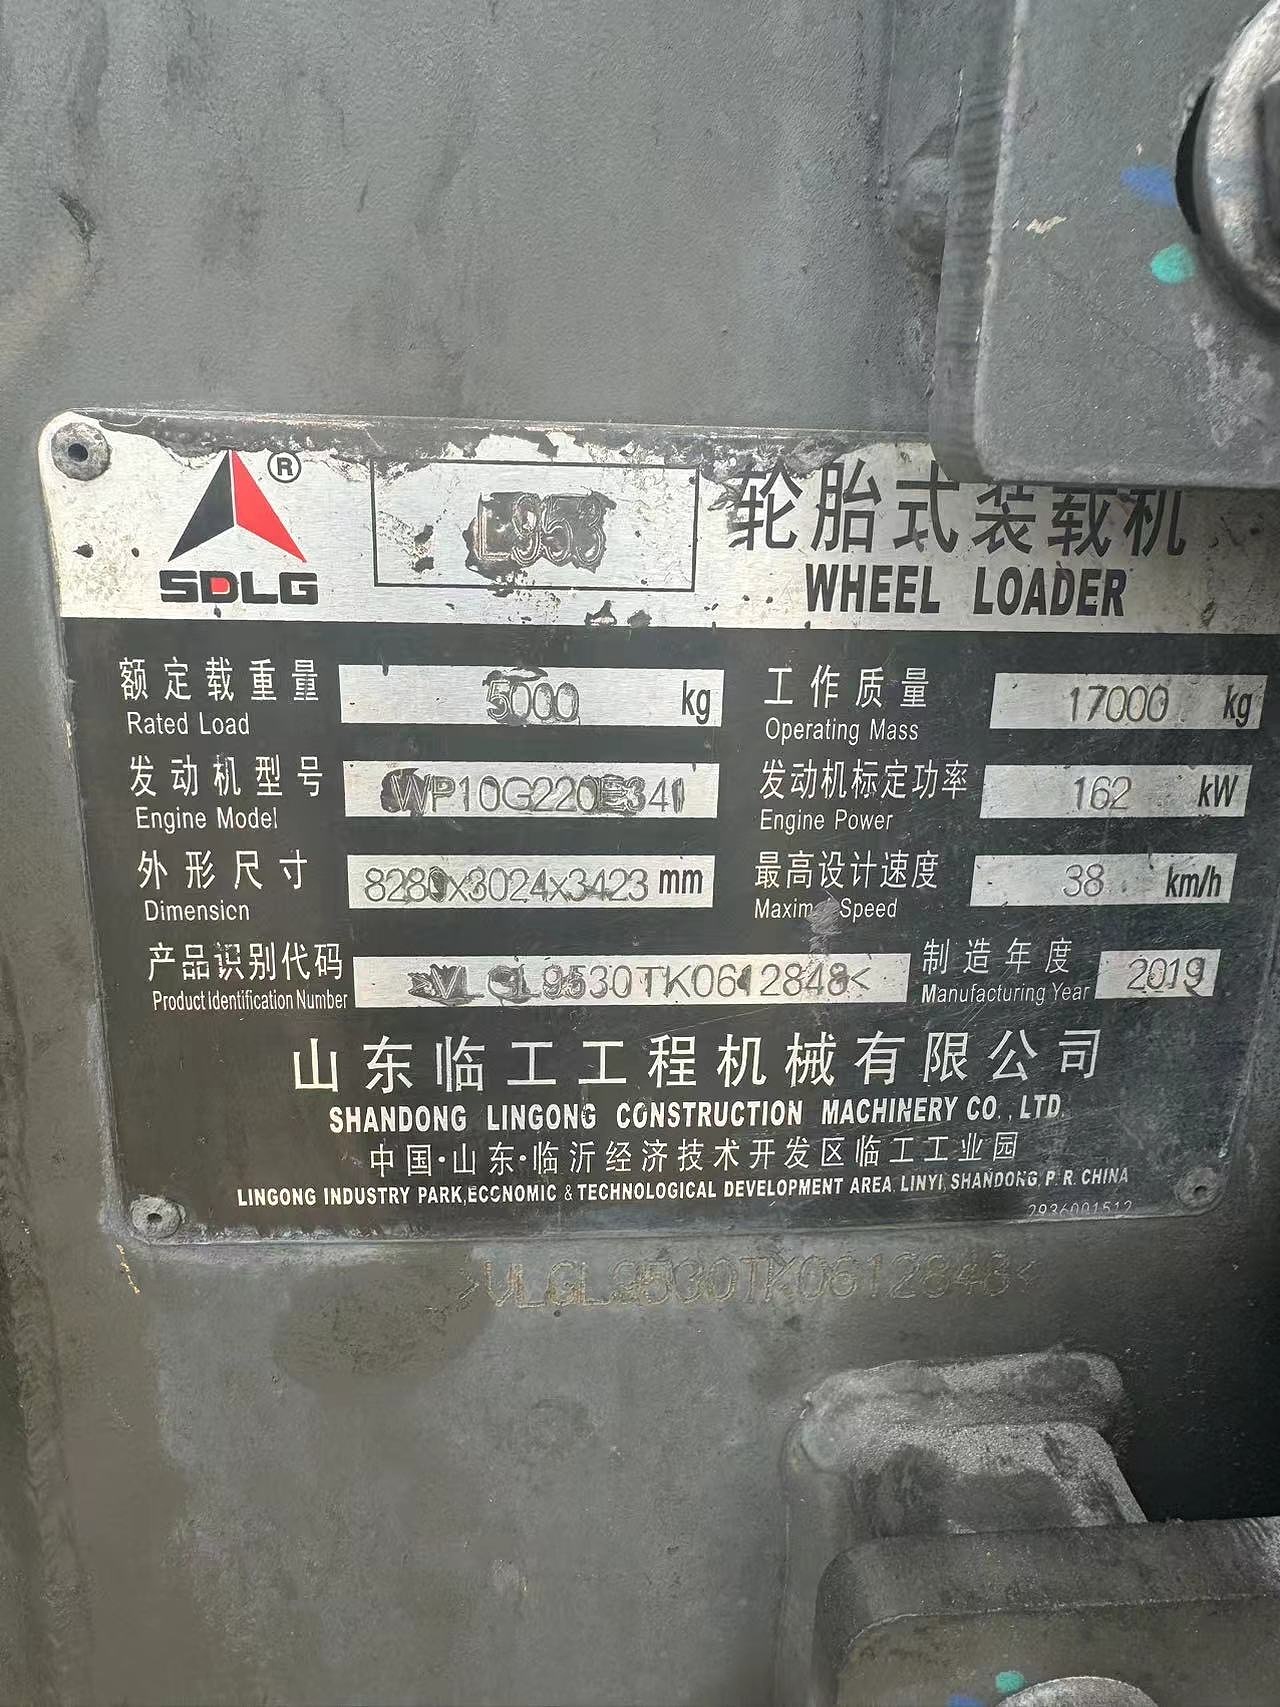 ®
SDLG
L953
轮胎式装载机
WHEEL LOADER
额定载重量 5000 kg
Rated Load
工作质量 17000 kg
Operating Mass
发动机型号 WP10G220E341
Engine Model
发动机标定功率 162 kW
Engine Power
外形尺寸 8280x3024x3423 mm
Dimension
最高设计速度 38 km/h
Speed
产品识别代码 >VLGL9530TK0612848<
Product Identification Number
制造年度 2019
Manufacturing Year
山东临工工程机械有限公司
SHANDONG LINGONG CONSTRUCTION MACHINERY CO., LTD.
中国·山东·临沂经济技术开发区临工工业园
LINGONG INDUSTRY PARK,ECONOMIC & TECHNOLOGICAL DEVELOPMENT AREA, LINYI, SHANDONG, P. R. CHINA
2936001512
>VLGL9530TK0612848<